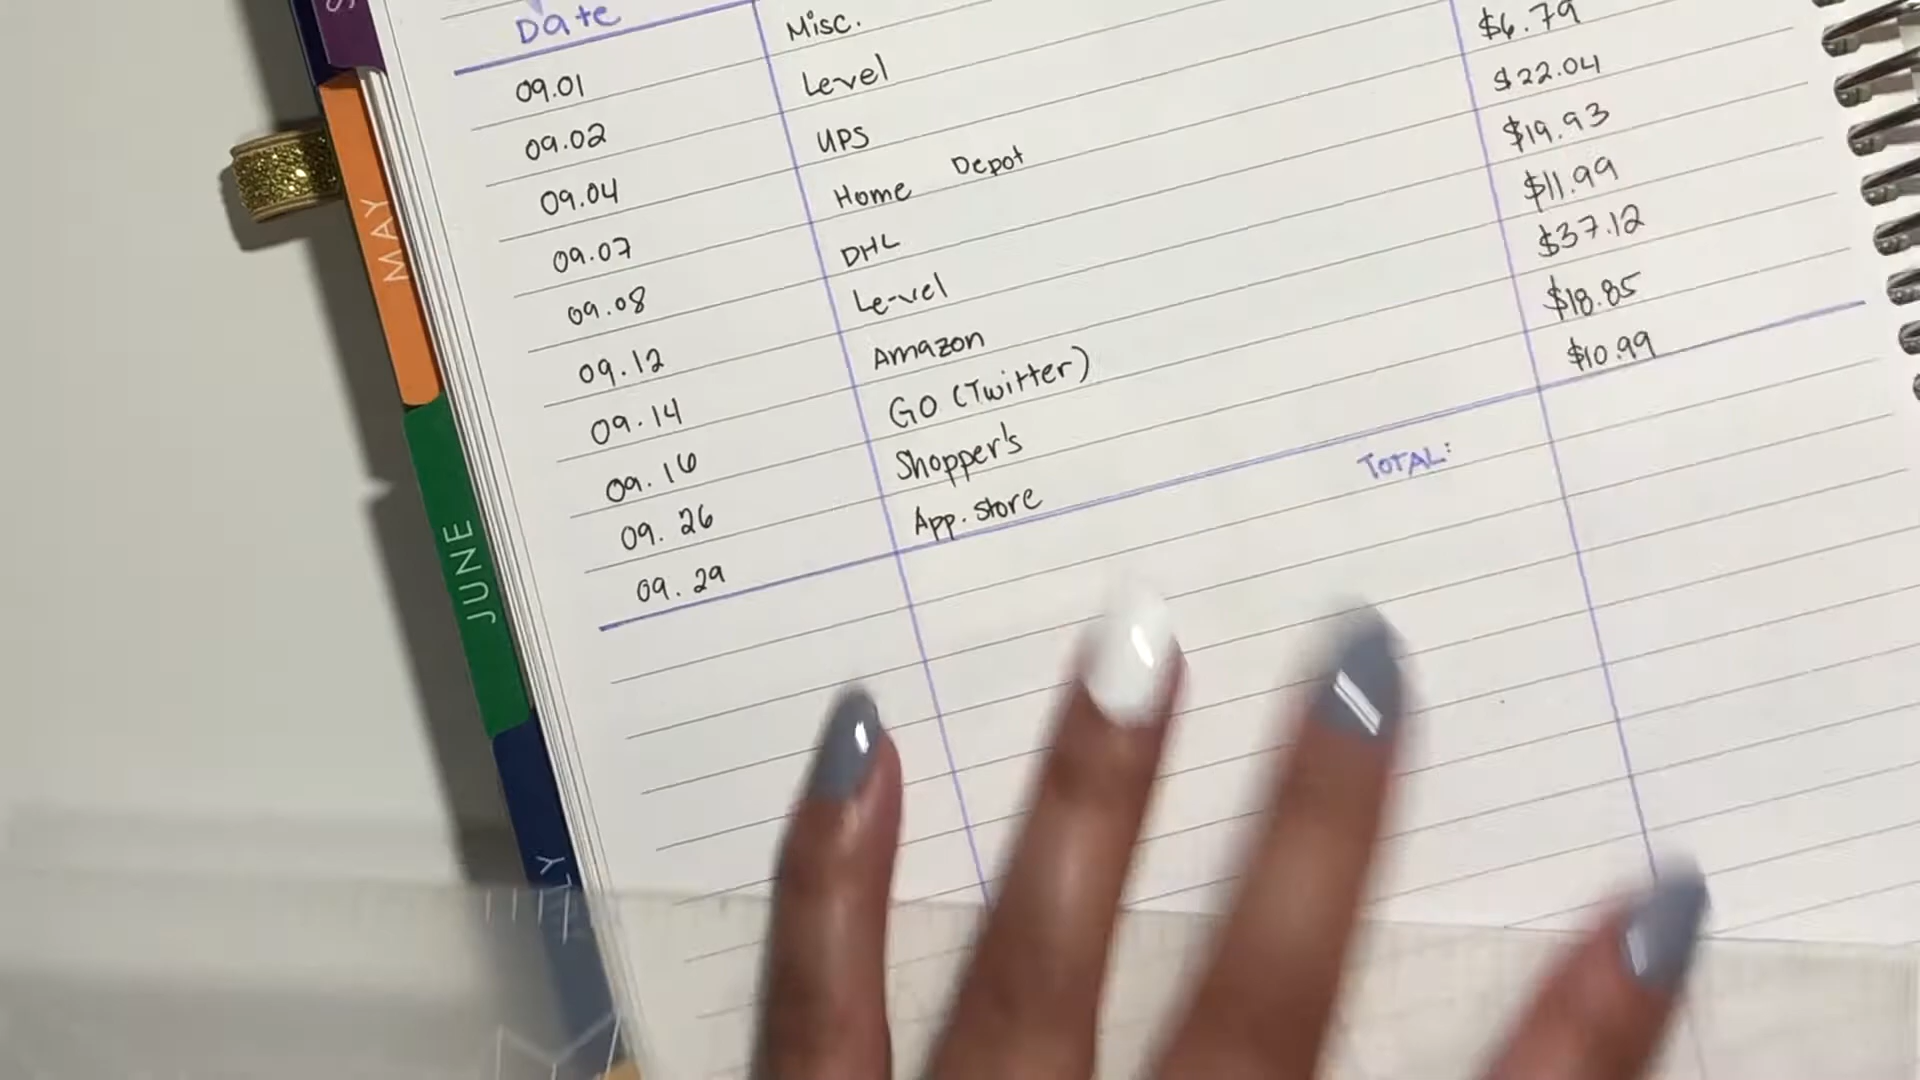 Date
09.01 Misc.
09.02 Level
09.04 UPS
09.07 Home Depot $6.79
09.08 DHL $22.04
09.12 Le-vel $19.93
09.14 Amazon $11.99
09.16 GO (Twitter) $37.12
09.26 Shopper's $18.85
09.29 App. store $10.99
TOTAL:
MAY
JUNE
LY